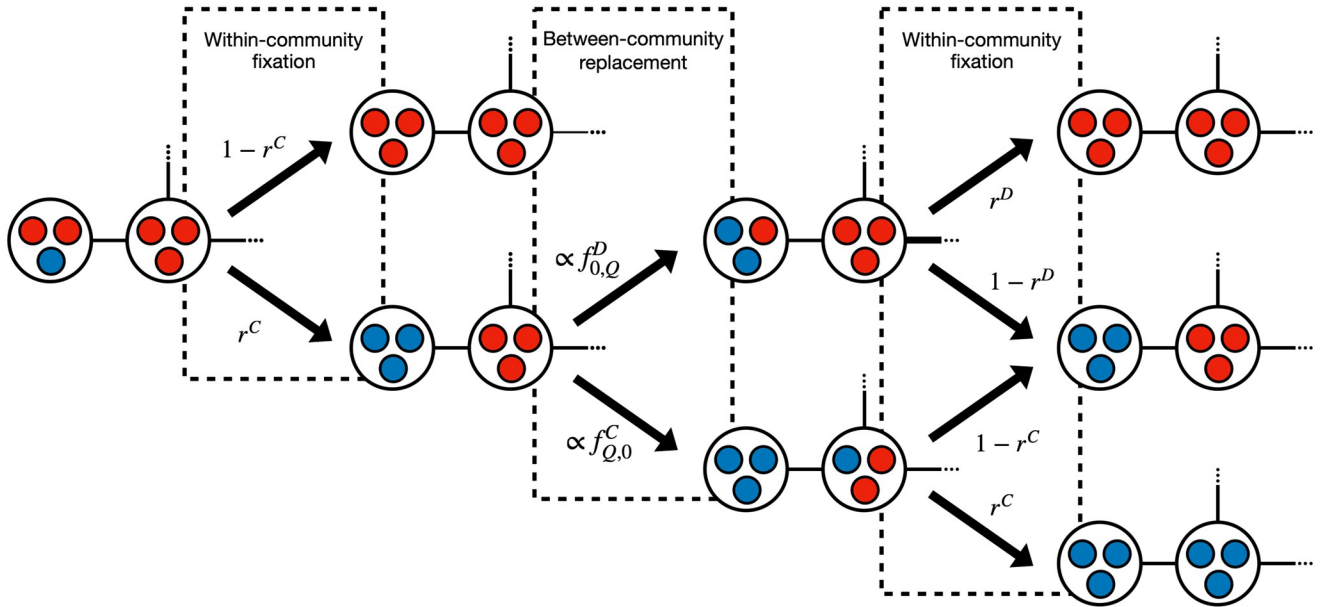 Within-community
fixation
Between-community
replacement
Within-community
fixation
1 − r^C
r^C
∝ f^D_{0,Q}
∝ f^C_{Q,0}
r^D
1 − r^D
1 − r^C
r^C